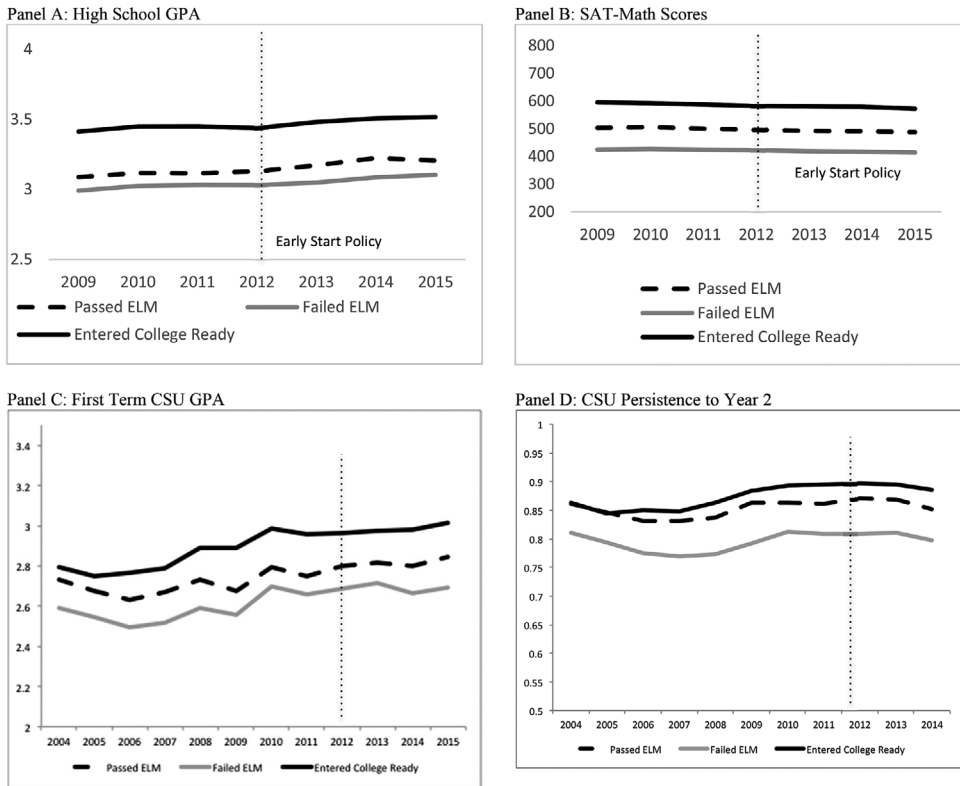 Panel A: High School GPA
4
3.5
3
2.5
Early Start Policy
2009 2010 2011 2012 2013 2014 2015
Passed ELM Failed ELM
Entered College Ready
Panel B: SAT-Math Scores
800
700
600
500
400
300
200
Early Start Policy
2009 2010 2011 2012 2013 2014 2015
Passed ELM
Failed ELM
Entered College Ready
Panel C: First Term CSU GPA
3.4
3.2
3
2.8
2.6
2.4
2.2
2
2004 2005 2006 2007 2008 2009 2010 2011 2012 2013 2014 2015
Passed ELM Failed ELM Entered College Ready
Panel D: CSU Persistence to Year 2
1
0.95
0.9
0.85
0.8
0.75
0.7
0.65
0.6
0.55
0.5
2004 2005 2006 2007 2008 2009 2010 2011 2012 2013 2014
Passed ELM Failed ELM Entered College Ready